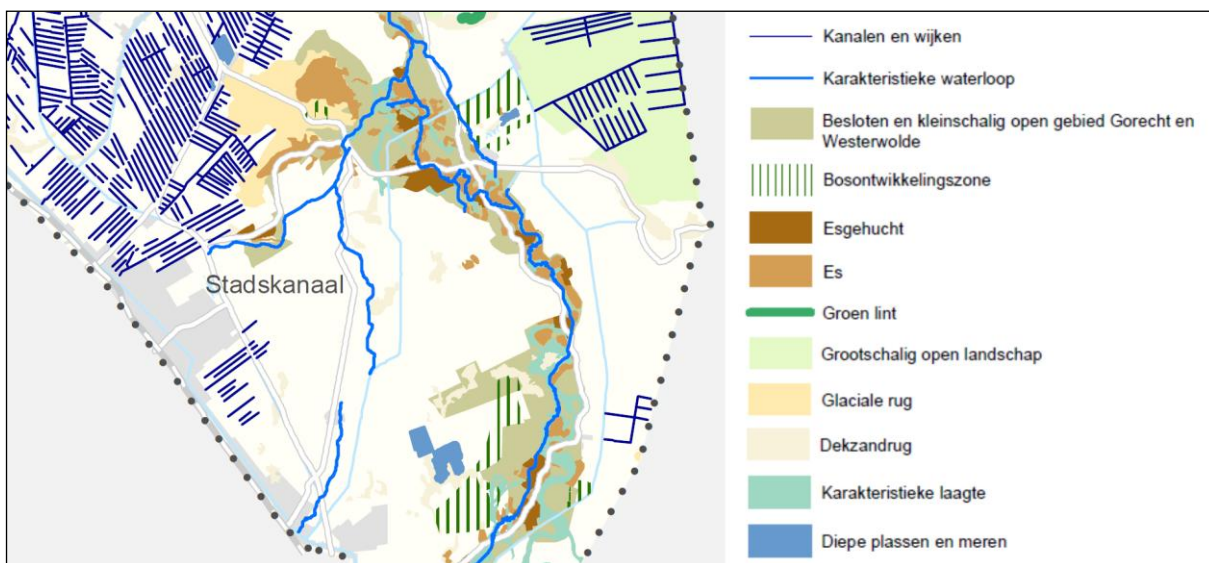 Stadskanaal
Kanalen en wijken
Karakteristieke waterloop
Besloten en kleinschalig open gebied Gorecht en
Westerwolde
Bosontwikkelingszone
Esgehucht
Es
Groen lint
Grootschalig open landschap
Glaciale rug
Dekzandrug
Karakteristieke laagte
Diepe plassen en meren